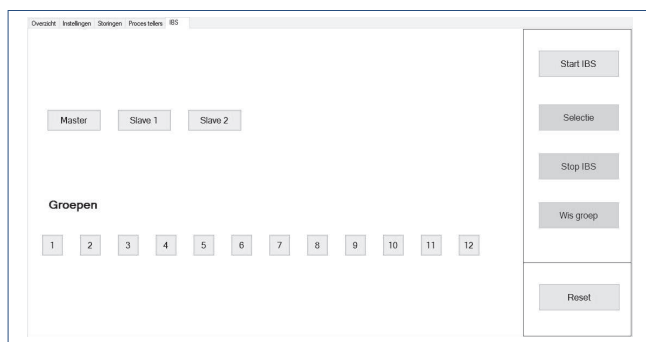 Overzicht Instellingen Storingen Proces tellers IBS
Start IBS
Master Slave 1 Slave 2
Selectie
Stop IBS
Groepen
Wis groep
1 2 3 4 5 6 7 8 9 10 11 12
Reset